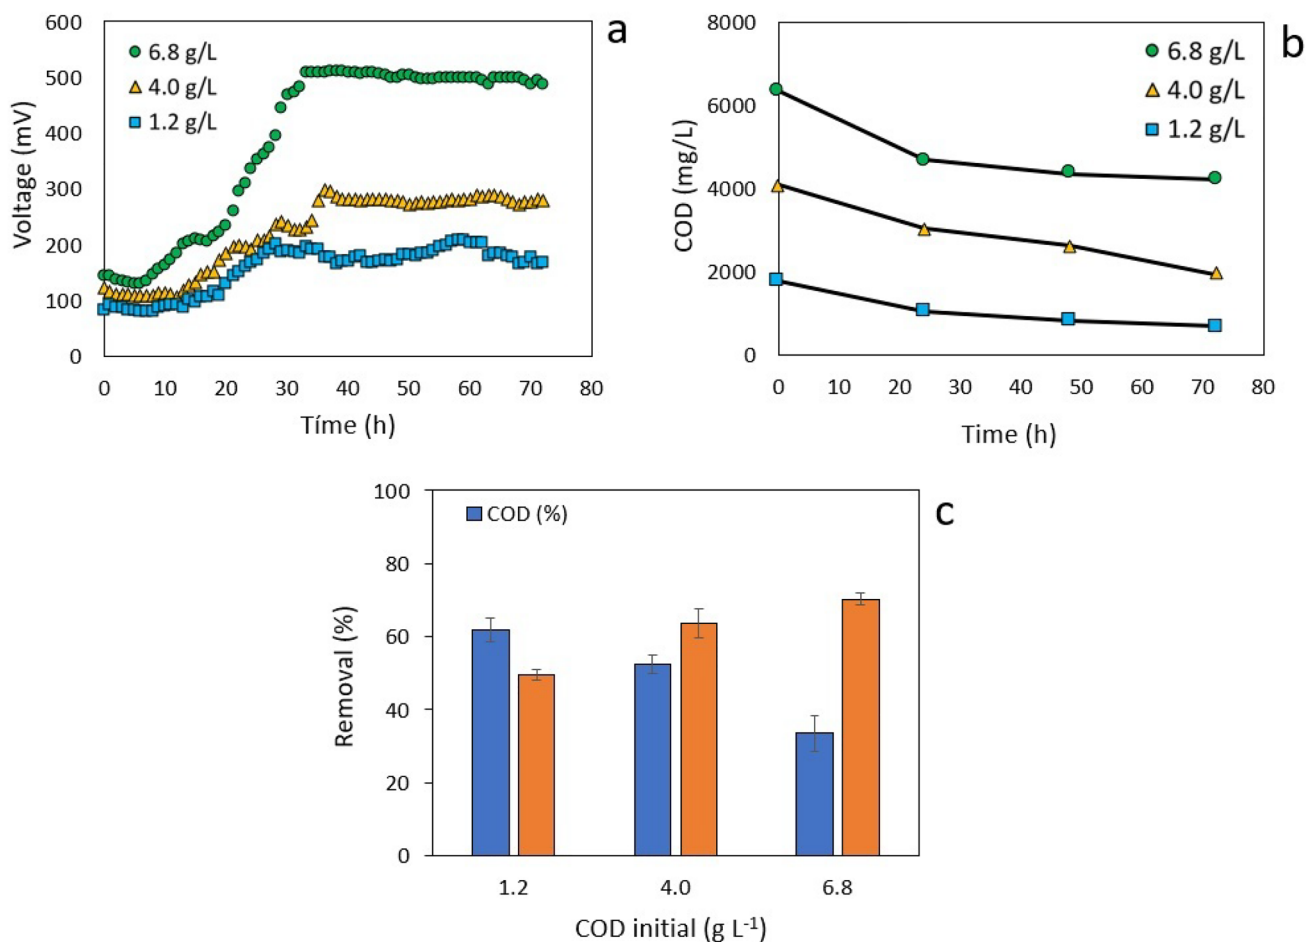 a
600
500
400
300
200
100
0
Voltage (mV)
6.8 g/L
4.0 g/L
1.2 g/L
0 10 20 30 40 50 60 70 80
Tíme (h)
b
8000
6000
4000
2000
0
COD (mg/L)
6.8 g/L
4.0 g/L
1.2 g/L
0 10 20 30 40 50 60 70 80
Time (h)
c
100
80
60
40
20
0
Removal (%)
COD (%)
1.2 4.0 6.8
COD initial (g L⁻¹)